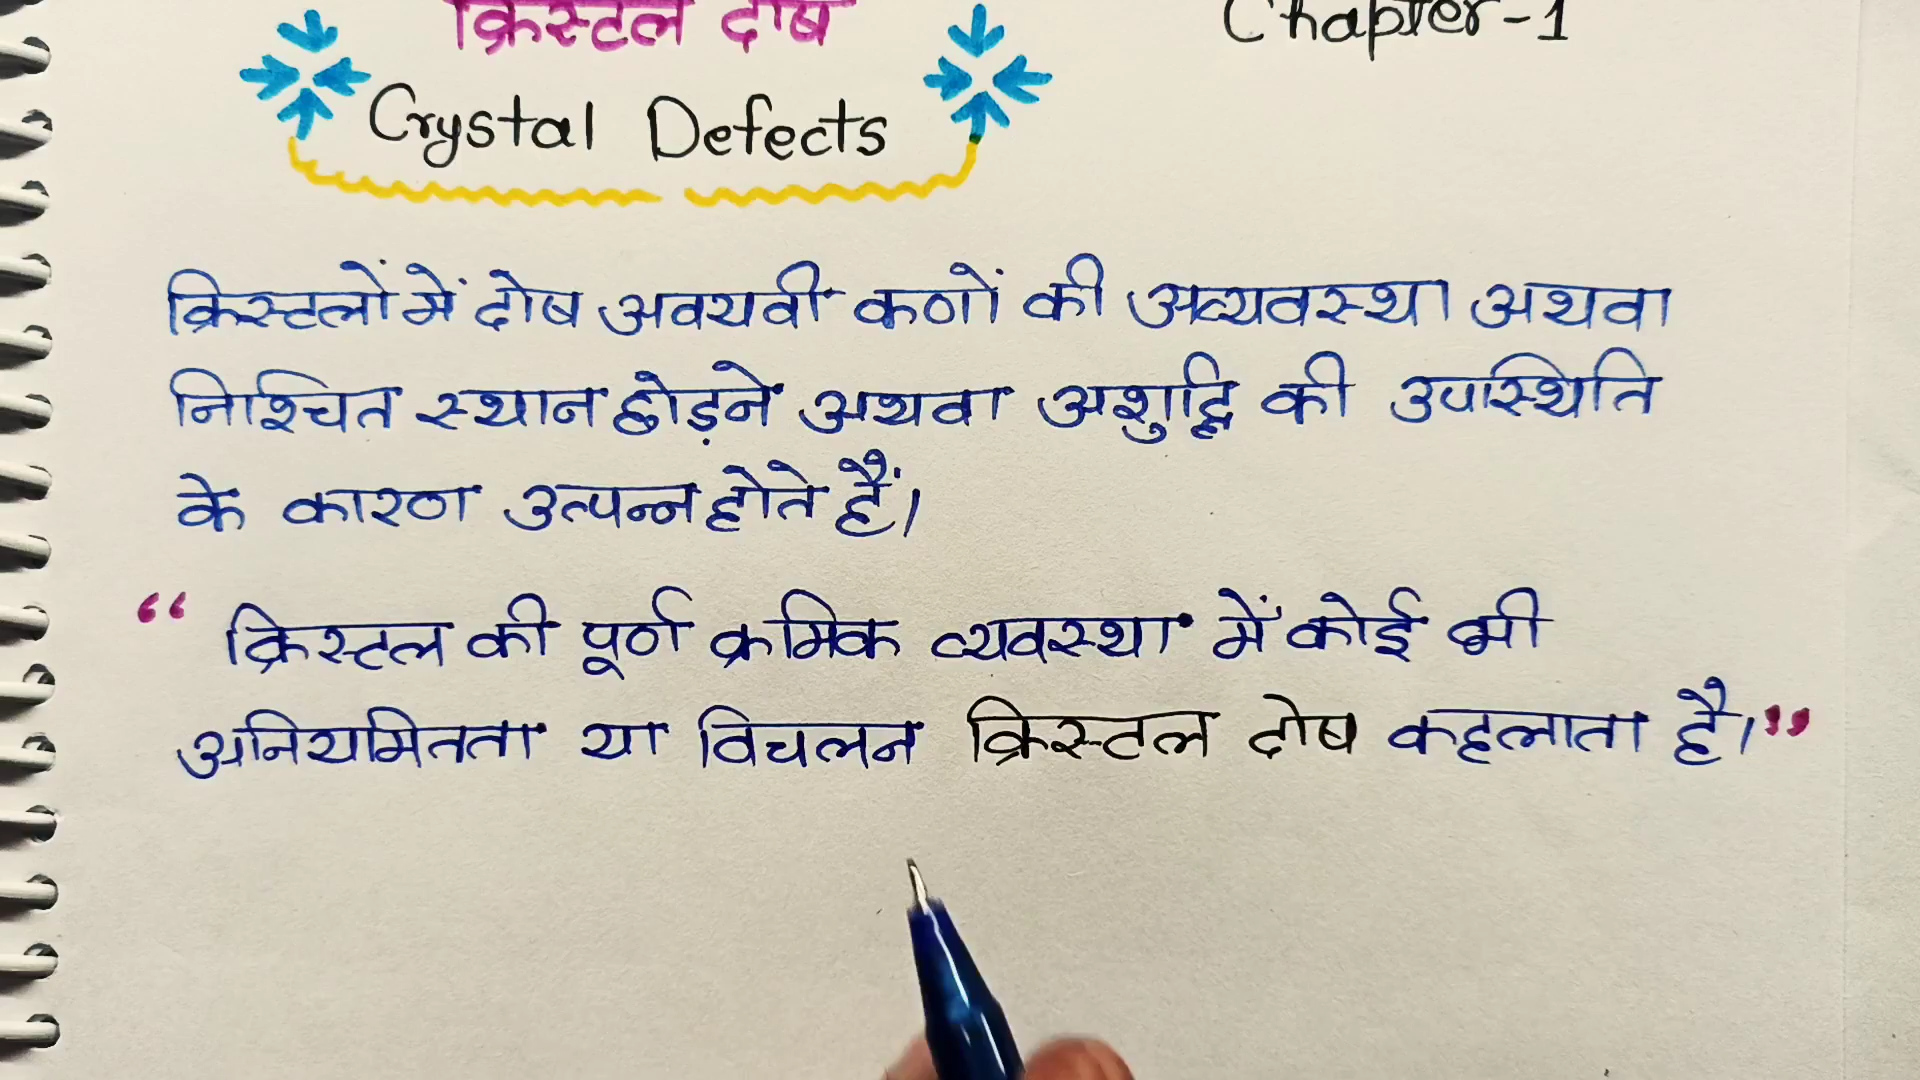 क्रिस्टल दोष
Chapter-1
Crystal Defects
क्रिस्टलों में दोष अवयवी कणों की अव्यवस्था अथवा
निश्चित स्थान छोड़ने अथवा अशुद्धि की उपस्थिति
के कारण उत्पन्न होते हैं।
“ क्रिस्टल की पूर्ण क्रमिक व्यवस्था में कोई भी
अनियमितता या विचलन क्रिस्टल दोष कहलाता है।”